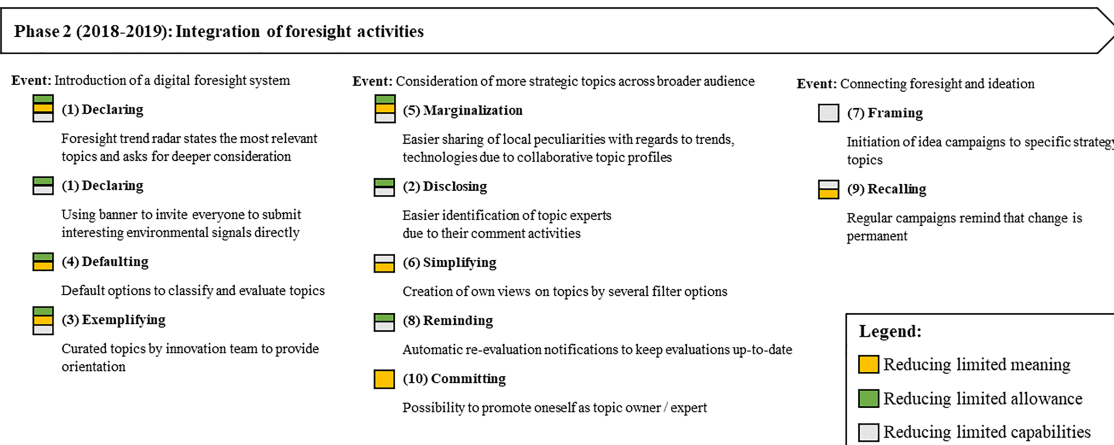 Phase 2 (2018-2019): Integration of foresight activities
Event: Introduction of a digital foresight system
(1) Declaring
Foresight trend radar states the most relevant
topics and asks for deeper consideration
(1) Declaring
Using banner to invite everyone to submit
interesting environmental signals directly
(4) Defaulting
Default options to classify and evaluate topics
(3) Exemplifying
Curated topics by innovation team to provide
orientation
Event: Consideration of more strategic topics across broader audience
(5) Marginalization
Easier sharing of local peculiarities with regards to trends,
technologies due to collaborative topic profiles
(2) Disclosing
Easier identification of topic experts
due to their comment activities
(6) Simplifying
Creation of own views on topics by several filter options
(8) Reminding
Automatic re-evaluation notifications to keep evaluations up-to-date
(10) Committing
Possibility to promote oneself as topic owner / expert
Event: Connecting foresight and ideation
(7) Framing
Initiation of idea campaigns to specific strategy
topics
(9) Recalling
Regular campaigns remind that change is
permanent
Legend:
Reducing limited meaning
Reducing limited allowance
Reducing limited capabilities